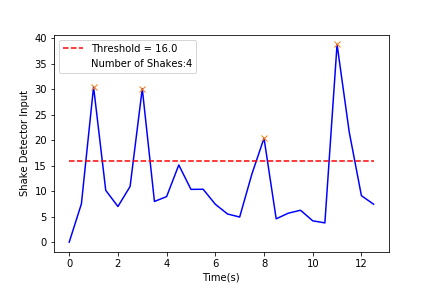 Threshold = 16.0
Number of Shakes:4
40
35
30
25
20
15
10
5
0
Shake Detector Input
0 2 4 6 8 10 12
Time(s)